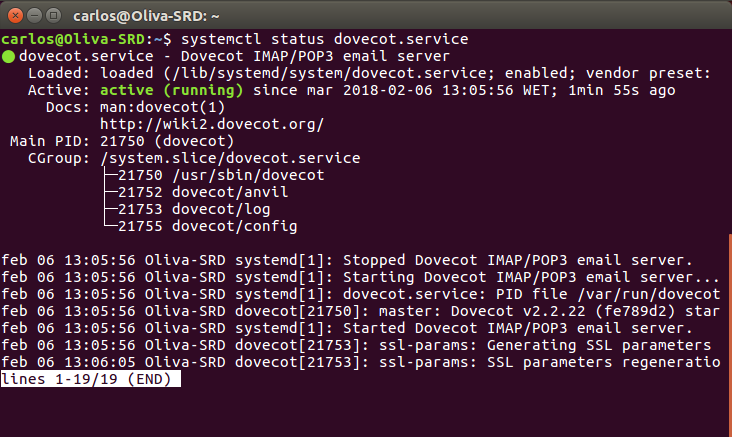 carlos@Oliva-SRD: ~
carlos@Oliva-SRD:~$ systemctl status dovecot.service
● dovecot.service - Dovecot IMAP/POP3 email server
   Loaded: loaded (/lib/systemd/system/dovecot.service; enabled; vendor preset:
   Active: active (running) since mar 2018-02-06 13:05:56 WET; 1min 55s ago
     Docs: man:dovecot(1)
           http://wiki2.dovecot.org/
 Main PID: 21750 (dovecot)
   CGroup: /system.slice/dovecot.service
           ├─21750 /usr/sbin/dovecot
           ├─21752 dovecot/anvil
           ├─21753 dovecot/log
           └─21755 dovecot/config
feb 06 13:05:56 Oliva-SRD systemd[1]: Stopped Dovecot IMAP/POP3 email server.
feb 06 13:05:56 Oliva-SRD systemd[1]: Starting Dovecot IMAP/POP3 email server...
feb 06 13:05:56 Oliva-SRD systemd[1]: dovecot.service: PID file /var/run/dovecot
feb 06 13:05:56 Oliva-SRD dovecot[21750]: master: Dovecot v2.2.22 (fe789d2) star
feb 06 13:05:56 Oliva-SRD systemd[1]: Started Dovecot IMAP/POP3 email server.
feb 06 13:05:56 Oliva-SRD dovecot[21753]: ssl-params: Generating SSL parameters
feb 06 13:06:05 Oliva-SRD dovecot[21753]: ssl-params: SSL parameters regeneratio
lines 1-19/19 (END)